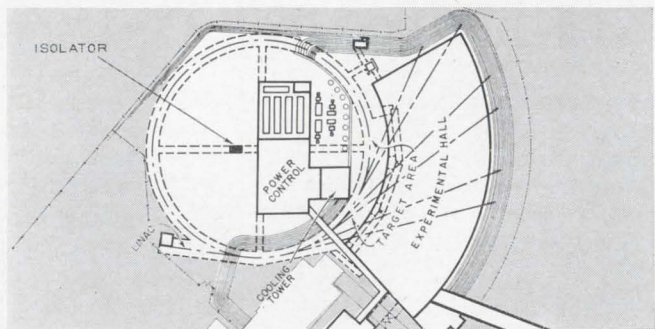 ISOLATOR
POWER
CONTROL
TARGET AREA
EXPERIMENTAL HALL
LINAC
COOLING
TOWER